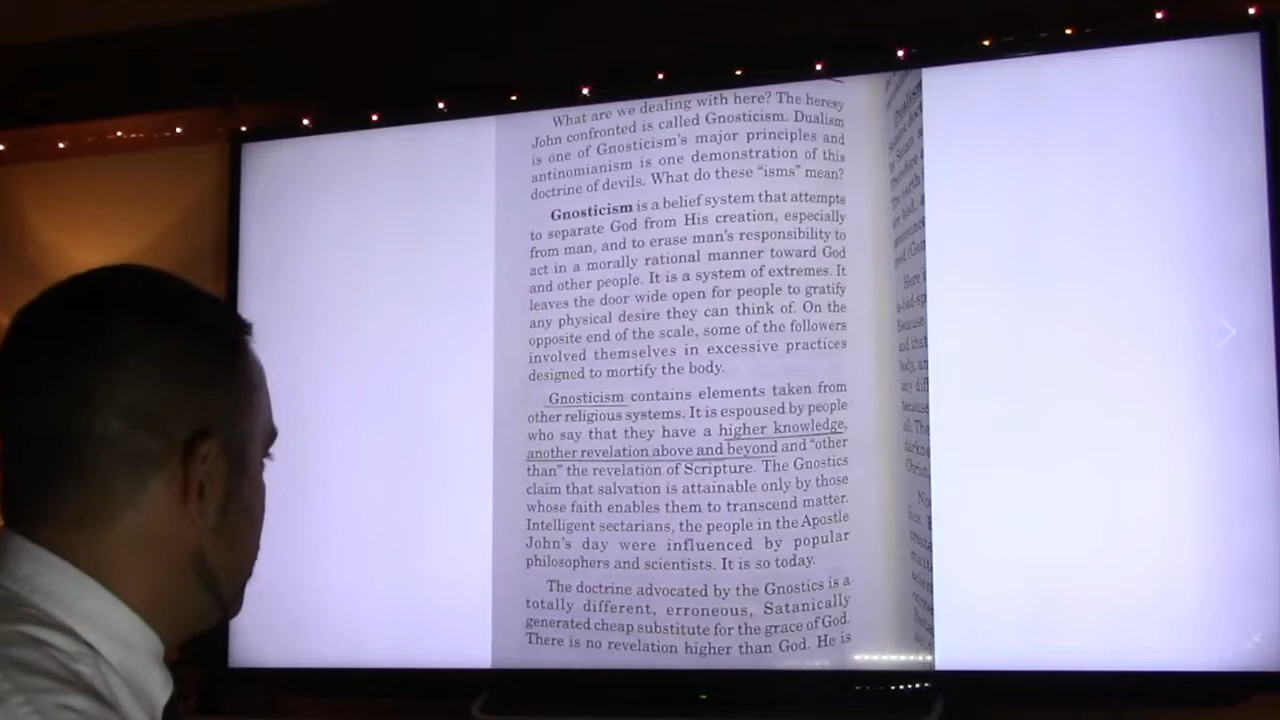 What are we dealing with here? The heresy
John confronted is called Gnosticism. Dualism
is one of Gnosticism's major principles and
antinomianism is one demonstration of this
doctrine of devils. What do these "isms" mean?
Gnosticism is a belief system that attempts
to separate God from His creation, especially
from man, and to erase man's responsibility to
act in a morally rational manner toward God
and other people. It is a system of extremes. It
leaves the door wide open for people to gratify
any physical desire they can think of. On the
opposite end of the scale, some of the followers
involved themselves in excessive practices
designed to mortify the body.
Gnosticism contains elements taken from
other religious systems. It is espoused by people
who say that they have a higher knowledge,
another revelation above and beyond and "other
than" the revelation of Scripture. The Gnostics
claim that salvation is attainable only by those
whose faith enables them to transcend matter.
Intelligent sectarians, the people in the Apostle
John's day were influenced by popular
philosophers and scientists. It is so today.
The doctrine advocated by the Gnostics is a
totally different, erroneous, Satanically
generated cheap substitute for the grace of God.
There is no revelation higher than God. He is